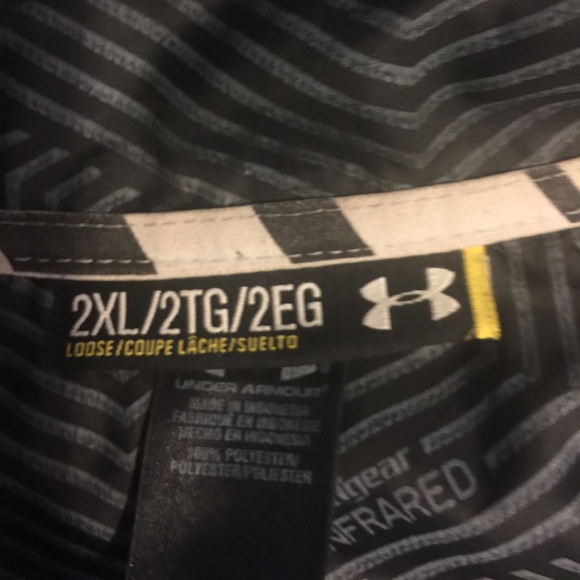 2XL/2TG/2EG
LOOSE/COUPE LÂCHE/SUELTO
UNDER ARMOUR
MADE IN INDONESIA
FABRIQUÉ EN INDONÉSIE
HECHO EN INDONESIA
100% POLYESTER/
POLYESTER/POLIÉSTER
INFRARED